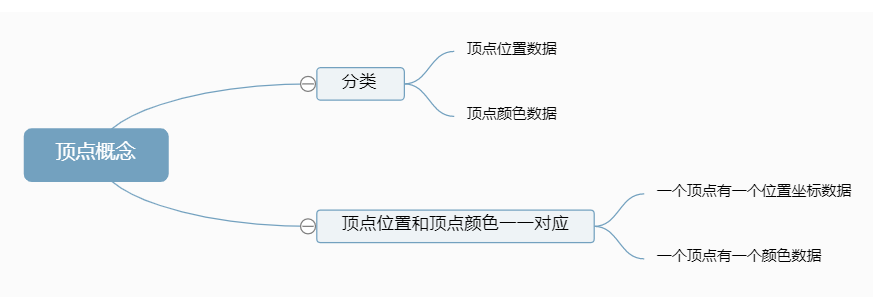 顶点概念
分类
顶点位置数据
顶点颜色数据
顶点位置和顶点颜色一一对应
一个顶点有一个位置坐标数据
一个顶点有一个颜色数据